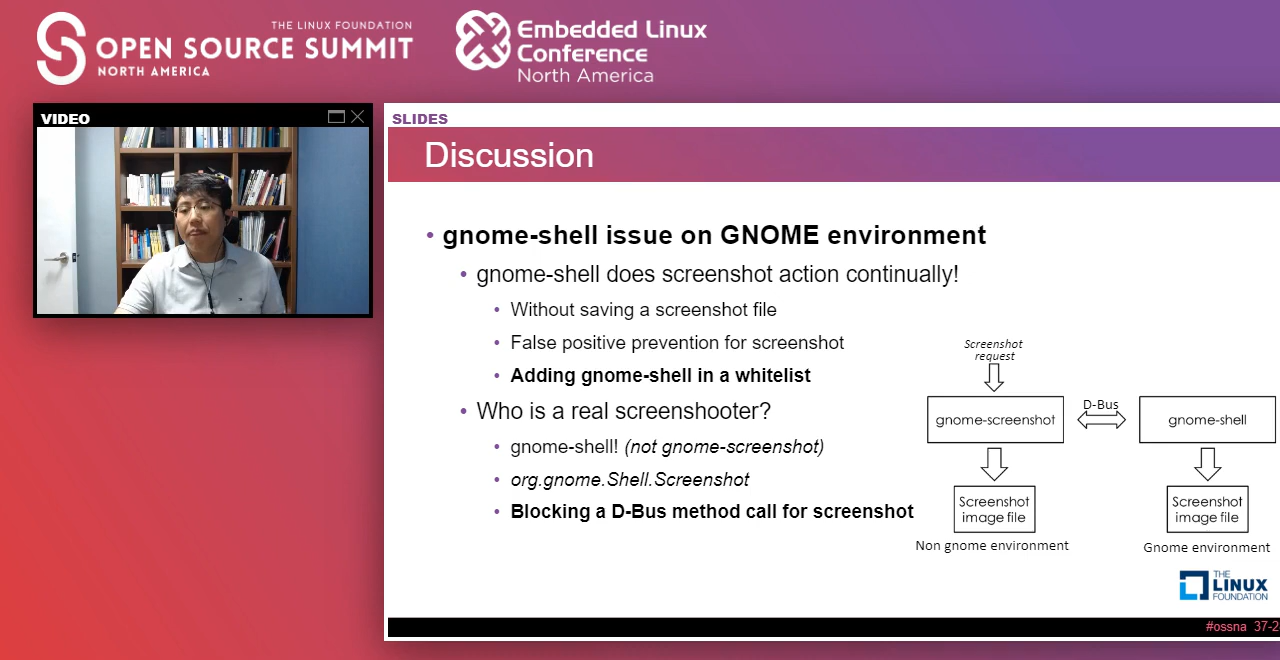 THE LINUX FOUNDATION
OPEN SOURCE SUMMIT
NORTH AMERICA
Embedded Linux
Conference
North America
VIDEO
SLIDES
Discussion
• gnome-shell issue on GNOME environment
• gnome-shell does screenshot action continually!
• Without saving a screenshot file
• False positive prevention for screenshot
• Adding gnome-shell in a whitelist
• Who is a real screenshooter?
• gnome-shell! (not gnome-screenshot)
• org.gnome.Shell.Screenshot
• Blocking a D-Bus method call for screenshot
Screenshot
request
gnome-screenshot
D-Bus
gnome-shell
Screenshot
image file
Screenshot
image file
Non gnome environment
Gnome environment
THE
LINUX
FOUNDATION
#ossna 37-2